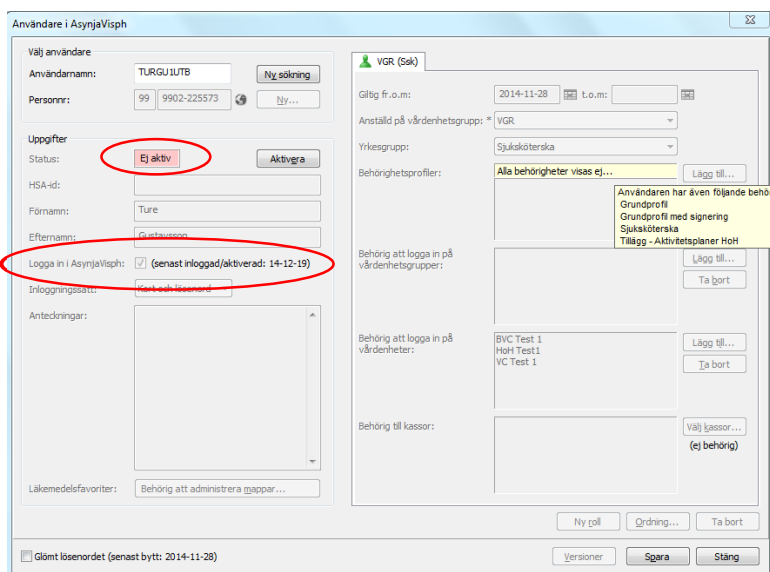 Användare i AsynjaVisph
Välj användare
Användarnamn: TURGU1UTB Ny sökning
Personnr: 99 9902-225573 Ny...
Uppgifter
Status: Ej aktiv Aktivera
HSA-id:
Förnamn: Ture
Efternamn: Gustavsson
Logga in i AsynjaVisph: (senast inloggad/aktiverad: 14-12-19)
Inloggningssätt: Kort och lösenord
Anteckningar:
Läkemedelsfavoriter: Behörig att administrera mappar...
VGR (Ssk)
Giltig fr.o.m: 2014-11-28 t.o.m:
Anställd på vårdenhetsgrupp: * VGR
Yrkesgrupp: Sjuksköterska
Behörighetsprofiler: Alla behörigheter visas ej... Lägg till...
Användaren har även följande behö
Grundprofil
Grundprofil med signering
Sjuksköterska
Tillägg - Aktivitetsplaner HoH
Behörig att logga in på
vårdenhetsgrupper:
Lägg till...
Ta bort
Behörig att logga in på
vårdenheter:
BVC Test 1
HoH Test1
VC Test 1
Lägg till...
Ta bort
Behörig till kassor: Välj kassor...
(ej behörig)
Ny roll Ordning... Ta bort
Glömt lösenordet (senast bytt: 2014-11-28) Versioner Spara Stäng